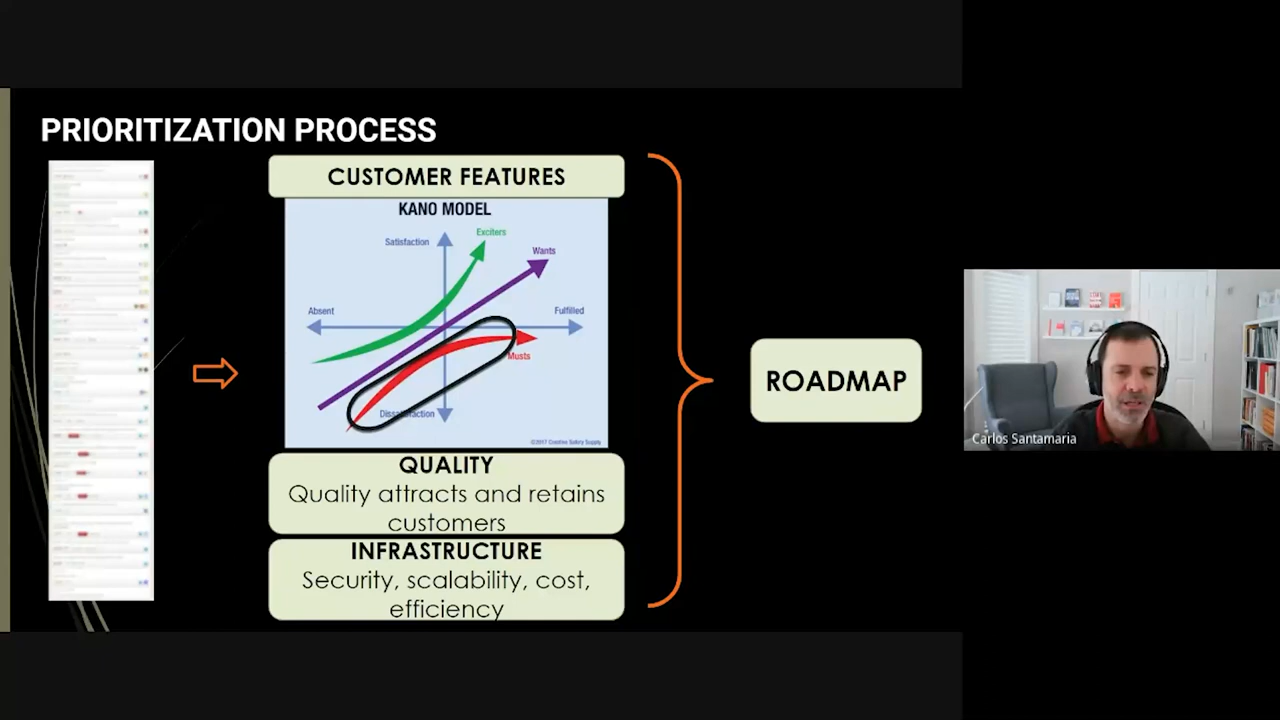 PRIORITIZATION PROCESS
CUSTOMER FEATURES
KANO MODEL
Satisfaction
Exciters
Wants
Absent
Fulfilled
Musts
Dissatisfaction
©2017 Creative Safety Supply
QUALITY
Quality attracts and retains
customers
INFRASTRUCTURE
Security, scalability, cost,
efficiency
ROADMAP
Carlos Santamaria